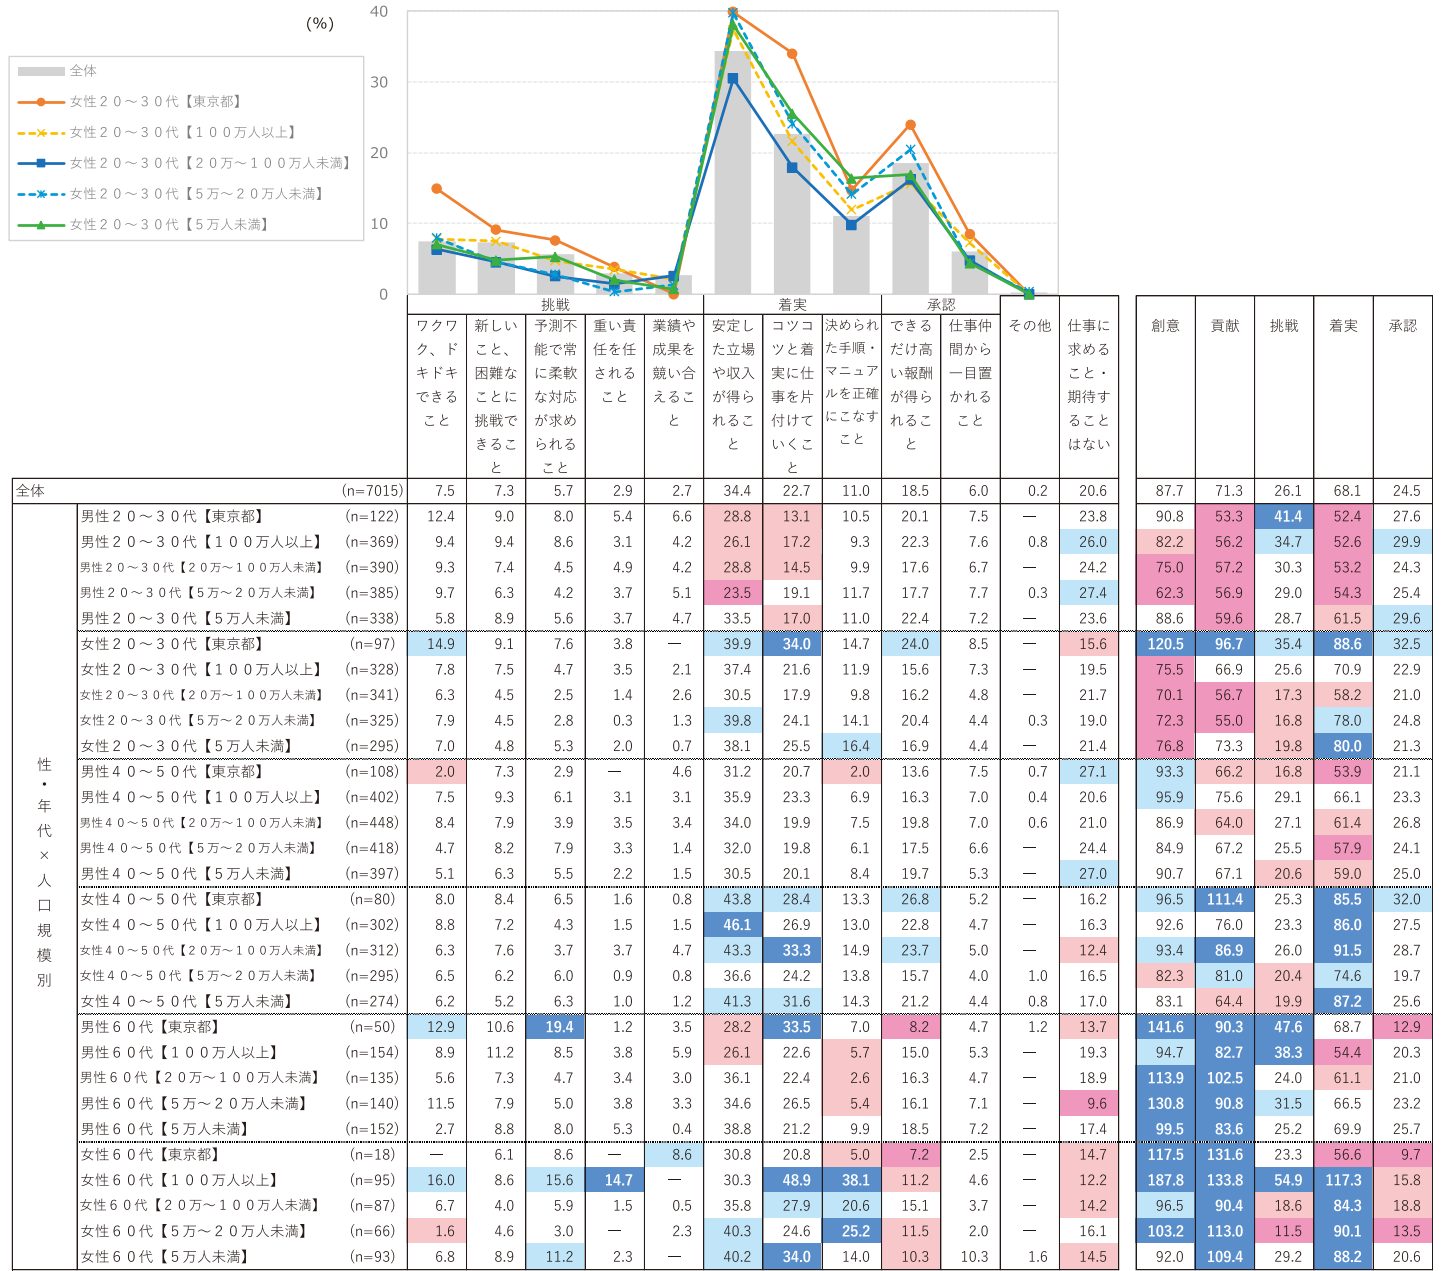 (%)
40
30
20
10
0
全体
女性２０～３０代【東京都】
女性２０～３０代【１００万人以上】
女性２０～３０代【２０万～１００万人未満】
女性２０～３０代【５万～２０万人未満】
女性２０～３０代【５万人未満】
挑戦 着実 承認
ワクワク、ドキドキできること
新しいこと、困難なことに挑戦できること
予測不能で常に柔軟な対応が求められること
重い責任を任されること
業績や成果を競い合えること
安定した立場や収入が得られること
コツコツと着実に仕事を片付けていくこと
決められた手順・マニュアルを正確にこなすこと
できるだけ高い報酬が得られること
仕事仲間から一目置かれること
その他
仕事に求めること・期待することはない
創意 貢献 挑戦 着実 承認
全体 (n=7015) 7.5 7.3 5.7 2.9 2.7 34.4 22.7 11.0 18.5 6.0 0.2 20.6 87.7 71.3 26.1 68.1 24.5
性・年代×人口規模別
男性２０～３０代【東京都】 (n=122) 12.4 9.0 8.0 5.4 6.6 28.8 13.1 10.5 20.1 7.5 — 23.8 90.8 53.3 41.4 52.4 27.6
男性２０～３０代【１００万人以上】 (n=369) 9.4 9.4 8.6 3.1 4.2 26.1 17.2 9.3 22.3 7.6 0.8 26.0 82.2 56.2 34.7 52.6 29.9
男性２０～３０代【２０万～１００万人未満】 (n=390) 9.3 7.4 4.5 4.9 4.2 28.8 14.5 9.9 17.6 6.7 — 24.2 75.0 57.2 30.3 53.2 24.3
男性２０～３０代【５万～２０万人未満】 (n=385) 9.7 6.3 4.2 3.7 5.1 23.5 19.1 11.7 17.7 7.7 0.3 27.4 62.3 56.9 29.0 54.3 25.4
男性２０～３０代【５万人未満】 (n=338) 5.8 8.9 5.6 3.7 4.7 33.5 17.0 11.0 22.4 7.2 — 23.6 88.6 59.6 28.7 61.5 29.6
女性２０～３０代【東京都】 (n=97) 14.9 9.1 7.6 3.8 — 39.9 34.0 14.7 24.0 8.5 — 15.6 120.5 96.7 35.4 88.6 32.5
女性２０～３０代【１００万人以上】 (n=328) 7.8 7.5 4.7 3.5 2.1 37.4 21.6 11.9 15.6 7.3 — 19.5 75.5 66.9 25.6 70.9 22.9
女性２０～３０代【２０万～１００万人未満】 (n=341) 6.3 4.5 2.5 1.4 2.6 30.5 17.9 9.8 16.2 4.8 — 21.7 70.1 56.7 17.3 58.2 21.0
女性２０～３０代【５万～２０万人未満】 (n=325) 7.9 4.5 2.8 0.3 1.3 39.8 24.1 14.1 20.4 4.4 0.3 19.0 72.3 55.0 16.8 78.0 24.8
女性２０～３０代【５万人未満】 (n=295) 7.0 4.8 5.3 2.0 0.7 38.1 25.5 16.4 16.9 4.4 — 21.4 76.8 73.3 19.8 80.0 21.3
男性４０～５０代【東京都】 (n=108) 2.0 7.3 2.9 — 4.6 31.2 20.7 2.0 13.6 7.5 0.7 27.1 93.3 66.2 16.8 53.9 21.1
男性４０～５０代【１００万人以上】 (n=402) 7.5 9.3 6.1 3.1 3.1 35.9 23.3 6.9 16.3 7.0 0.4 20.6 95.9 75.6 29.1 66.1 23.3
男性４０～５０代【２０万～１００万人未満】 (n=448) 8.4 7.9 3.9 3.5 3.4 34.0 19.9 7.5 19.8 7.0 0.6 21.0 86.9 64.0 27.1 61.4 26.8
男性４０～５０代【５万～２０万人未満】 (n=418) 4.7 8.2 7.9 3.3 1.4 32.0 19.8 6.1 17.5 6.6 — 24.4 84.9 67.2 25.5 57.9 24.1
男性４０～５０代【５万人未満】 (n=397) 5.1 6.3 5.5 2.2 1.5 30.5 20.1 8.4 19.7 5.3 — 27.0 90.7 67.1 20.6 59.0 25.0
女性４０～５０代【東京都】 (n=80) 8.0 8.4 6.5 1.6 0.8 43.8 28.4 13.3 26.8 5.2 — 16.2 96.5 111.4 25.3 85.5 32.0
女性４０～５０代【１００万人以上】 (n=302) 8.8 7.2 4.3 1.5 1.5 46.1 26.9 13.0 22.8 4.7 — 16.3 92.6 76.0 23.3 86.0 27.5
女性４０～５０代【２０万～１００万人未満】 (n=312) 6.3 7.6 3.7 3.7 4.7 43.3 33.3 14.9 23.7 5.0 — 12.4 93.4 86.9 26.0 91.5 28.7
女性４０～５０代【５万～２０万人未満】 (n=295) 6.5 6.2 6.0 0.9 0.8 36.6 24.2 13.8 15.7 4.0 1.0 16.5 82.3 81.0 20.4 74.6 19.7
女性４０～５０代【５万人未満】 (n=274) 6.2 5.2 6.3 1.0 1.2 41.3 31.6 14.3 21.2 4.4 0.8 17.0 83.1 64.4 19.9 87.2 25.6
男性６０代【東京都】 (n=50) 12.9 10.6 19.4 1.2 3.5 28.2 33.5 7.0 8.2 4.7 1.2 13.7 141.6 90.3 47.6 68.7 12.9
男性６０代【１００万人以上】 (n=154) 8.9 11.2 8.5 3.8 5.9 26.1 22.6 5.7 15.0 5.3 — 19.3 94.7 82.7 38.3 54.4 20.3
男性６０代【２０万～１００万人未満】 (n=135) 5.6 7.3 4.7 3.4 3.0 36.1 22.4 2.6 16.3 4.7 — 18.9 113.9 102.5 24.0 61.1 21.0
男性６０代【５万～２０万人未満】 (n=140) 11.5 7.9 5.0 3.8 3.3 34.6 26.5 5.4 16.1 7.1 — 9.6 130.8 90.8 31.5 66.5 23.2
男性６０代【５万人未満】 (n=152) 2.7 8.8 8.0 5.3 0.4 38.8 21.2 9.9 18.5 7.2 — 17.4 99.5 83.6 25.2 69.9 25.7
女性６０代【東京都】 (n=18) — 6.1 8.6 — 8.6 30.8 20.8 5.0 7.2 2.5 — 14.7 117.5 131.6 23.3 56.6 9.7
女性６０代【１００万人以上】 (n=95) 16.0 8.6 15.6 14.7 — 30.3 48.9 38.1 11.2 4.6 — 12.2 187.8 133.8 54.9 117.3 15.8
女性６０代【２０万～１００万人未満】 (n=87) 6.7 4.0 5.9 1.5 0.5 35.8 27.9 20.6 15.1 3.7 — 14.2 96.5 90.4 18.6 84.3 18.8
女性６０代【５万～２０万人未満】 (n=66) 1.6 4.6 3.0 — 2.3 40.3 24.6 25.2 11.5 2.0 — 16.1 103.2 113.0 11.5 90.1 13.5
女性６０代【５万人未満】 (n=93) 6.8 8.9 11.2 2.3 — 40.2 34.0 14.0 10.3 10.3 1.6 14.5 92.0 109.4 29.2 88.2 20.6